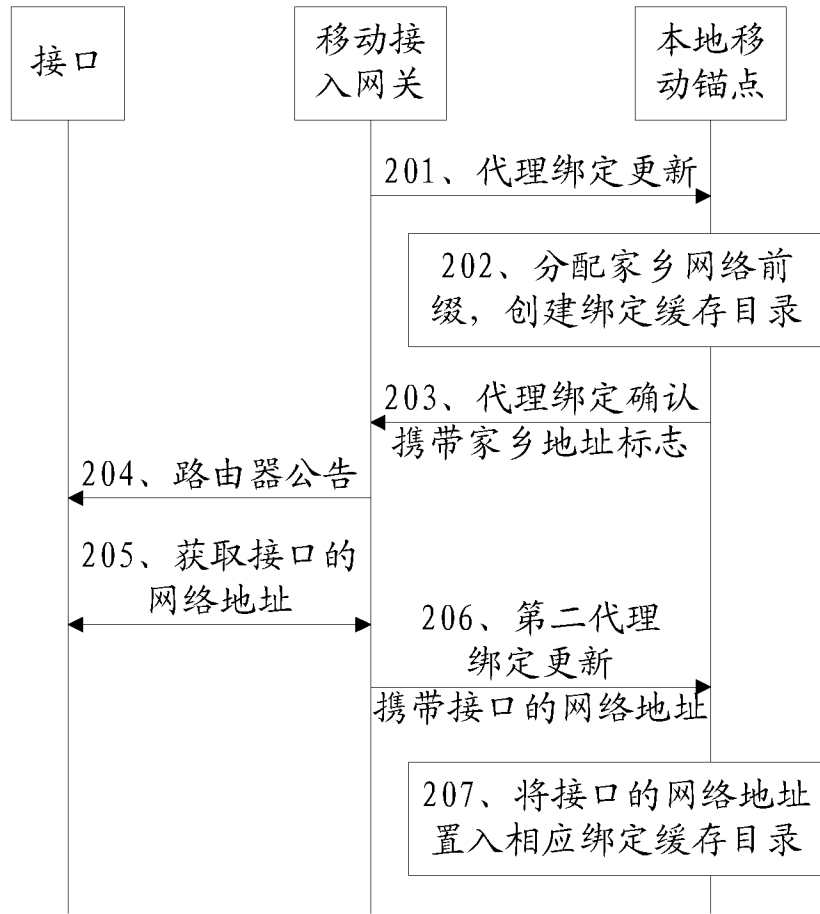 接口
移动接
入网关
本地移
动锚点
201、代理绑定更新
202、分配家乡网络前
缀，创建绑定缓存目录
203、代理绑定确认
携带家乡地址标志
204、路由器公告
205、获取接口的
网络地址
206、第二代理
绑定更新
携带接口的网络地址
207、将接口的网络地址
置入相应绑定缓存目录